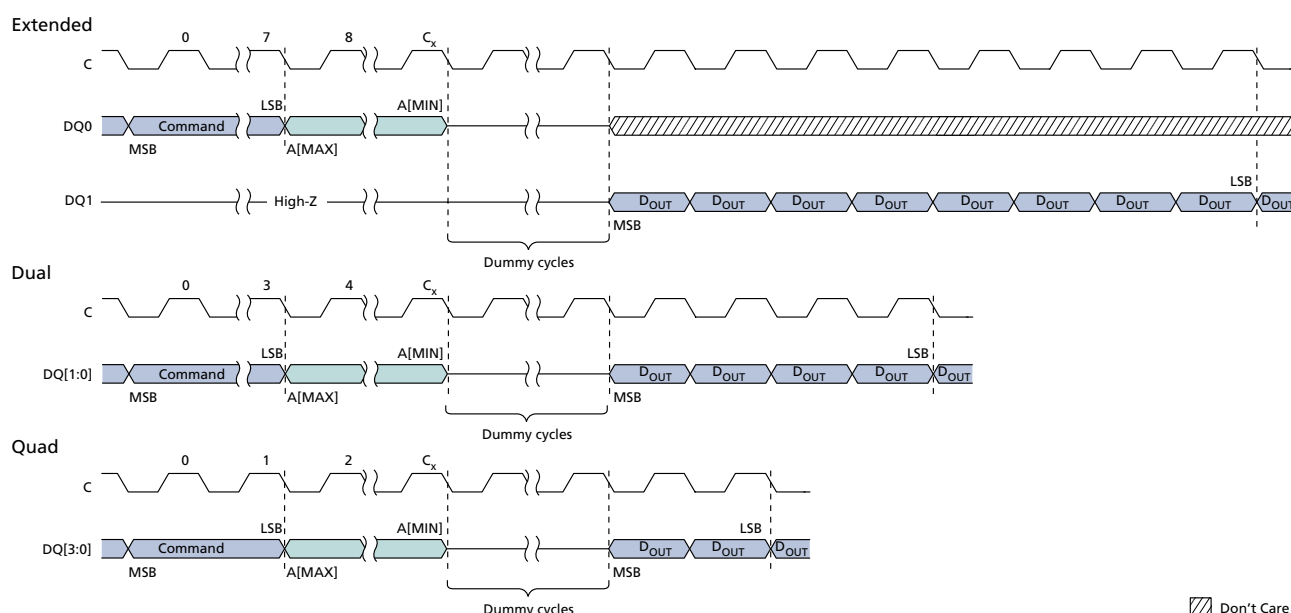 Extended
0 7 8 Cx
C
LSB A[MIN]
DQ0 Command
MSB A[MAX]
LSB
DQ1 High-Z DOUT DOUT DOUT DOUT DOUT DOUT DOUT DOUT DOUT
MSB
Dummy cycles
Dual
0 3 4 Cx
C
LSB A[MIN] LSB
DQ[1:0] Command DOUT DOUT DOUT DOUT DOUT
MSB A[MAX] MSB
Dummy cycles
Quad
0 1 2 Cx
C
LSB A[MIN] LSB
DQ[3:0] Command DOUT DOUT DOUT
MSB A[MAX] MSB
Dummy cycles
Don't Care